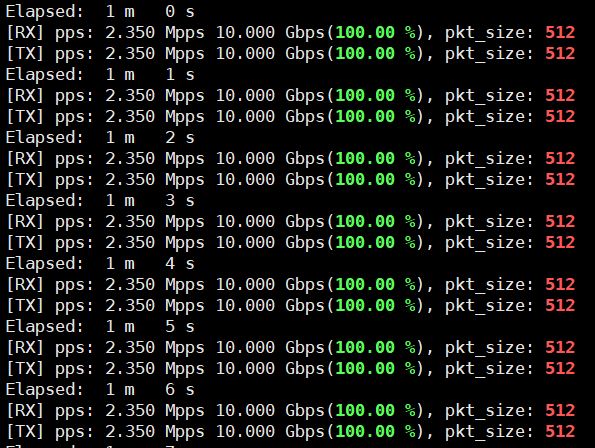 Elapsed:  1 m   0 s
[RX] pps: 2.350 Mpps 10.000 Gbps(100.00 %), pkt_size: 512
[TX] pps: 2.350 Mpps 10.000 Gbps(100.00 %), pkt_size: 512
Elapsed:  1 m   1 s
[RX] pps: 2.350 Mpps 10.000 Gbps(100.00 %), pkt_size: 512
[TX] pps: 2.350 Mpps 10.000 Gbps(100.00 %), pkt_size: 512
Elapsed:  1 m   2 s
[RX] pps: 2.350 Mpps 10.000 Gbps(100.00 %), pkt_size: 512
[TX] pps: 2.350 Mpps 10.000 Gbps(100.00 %), pkt_size: 512
Elapsed:  1 m   3 s
[RX] pps: 2.350 Mpps 10.000 Gbps(100.00 %), pkt_size: 512
[TX] pps: 2.350 Mpps 10.000 Gbps(100.00 %), pkt_size: 512
Elapsed:  1 m   4 s
[RX] pps: 2.350 Mpps 10.000 Gbps(100.00 %), pkt_size: 512
[TX] pps: 2.350 Mpps 10.000 Gbps(100.00 %), pkt_size: 512
Elapsed:  1 m   5 s
[RX] pps: 2.350 Mpps 10.000 Gbps(100.00 %), pkt_size: 512
[TX] pps: 2.350 Mpps 10.000 Gbps(100.00 %), pkt_size: 512
Elapsed:  1 m   6 s
[RX] pps: 2.350 Mpps 10.000 Gbps(100.00 %), pkt_size: 512
[TX] pps: 2.350 Mpps 10.000 Gbps(100.00 %), pkt_size: 512